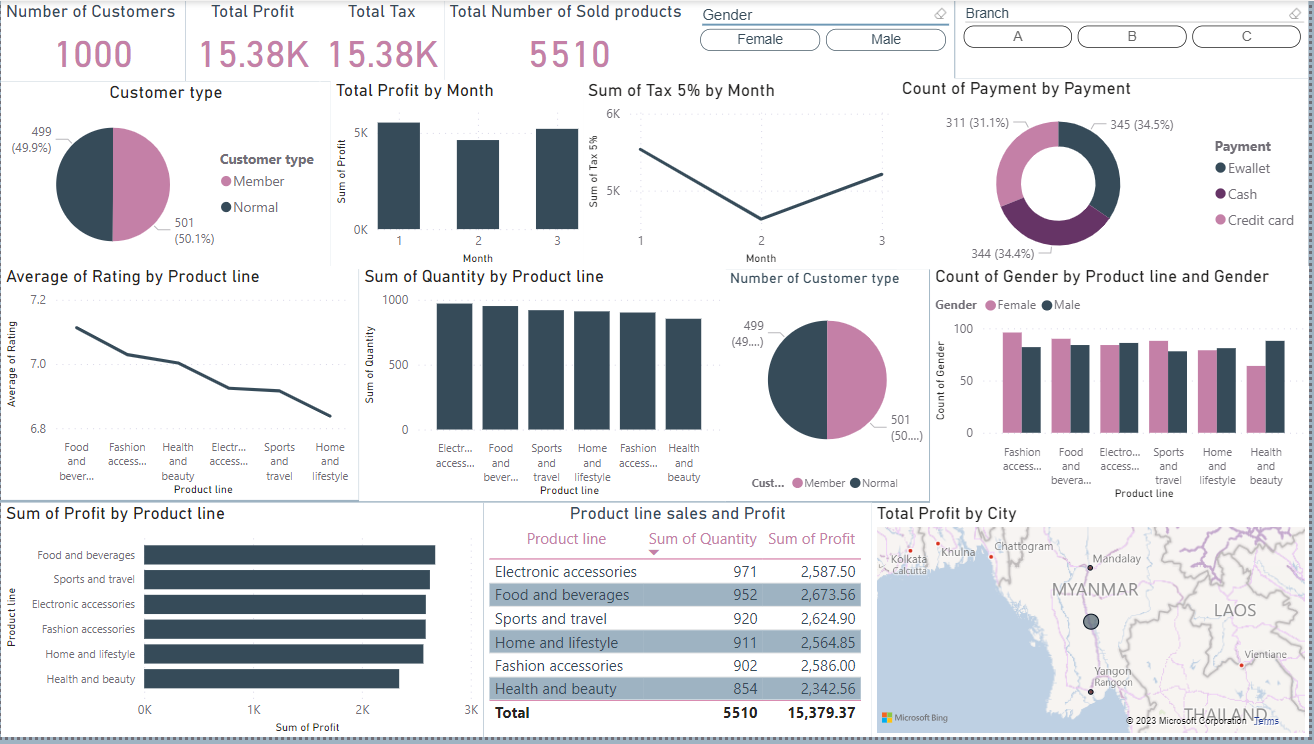 Number of Customers
1000
Total Profit
15.38K
Total Tax
15.38K
Total Number of Sold products
5510
Gender
Female Male
Branch
A B C
Customer type
499
(49.9%)
501
(50.1%)
Customer type
Member
Normal
Total Profit by Month
Sum of Profit
5K
0K
1 2 3
Month
Sum of Tax 5% by Month
Sum of Tax 5%
6K
5K
1 2 3
Month
Count of Payment by Payment
311 (31.1%)
345 (34.5%)
344 (34.4%)
Payment
Ewallet
Cash
Credit card
Average of Rating by Product line
Average of Rating
7.2
7.0
6.8
Food and bever...
Fashion access...
Health and beauty
Electr... access...
Sports and travel
Home and lifestyle
Product line
Sum of Quantity by Product line
Sum of Quantity
1000
500
0
Electr... access...
Food and bever...
Sports and travel
Home and lifestyle
Fashion access...
Health and beauty
Product line
Number of Customer type
499
(49....)
501
(50....)
Cust... Member Normal
Count of Gender by Product line and Gender
Gender Female Male
Count of Gender
100
50
0
Fashion access...
Food and bevera...
Electro... access...
Sports and travel
Home and lifestyle
Health and beauty
Product line
Sum of Profit by Product line
Product line
Food and beverages
Sports and travel
Electronic accessories
Fashion accessories
Home and lifestyle
Health and beauty
0K 1K 2K 3K
Sum of Profit
Product line sales and Profit
Product line Sum of Quantity Sum of Profit
Electronic accessories 971 2,587.50
Food and beverages 952 2,673.56
Sports and travel 920 2,624.90
Home and lifestyle 911 2,564.85
Fashion accessories 902 2,586.00
Health and beauty 854 2,342.56
Total 5510 15,379.37
Total Profit by City
Kolkata
Calcutta
Khulna
Chattogram
Mandalay
MYANMAR
LAOS
Vientiane
Yangon
Rangoon
THAILAND
Microsoft Bing
© 2023 Microsoft Corporation Terms